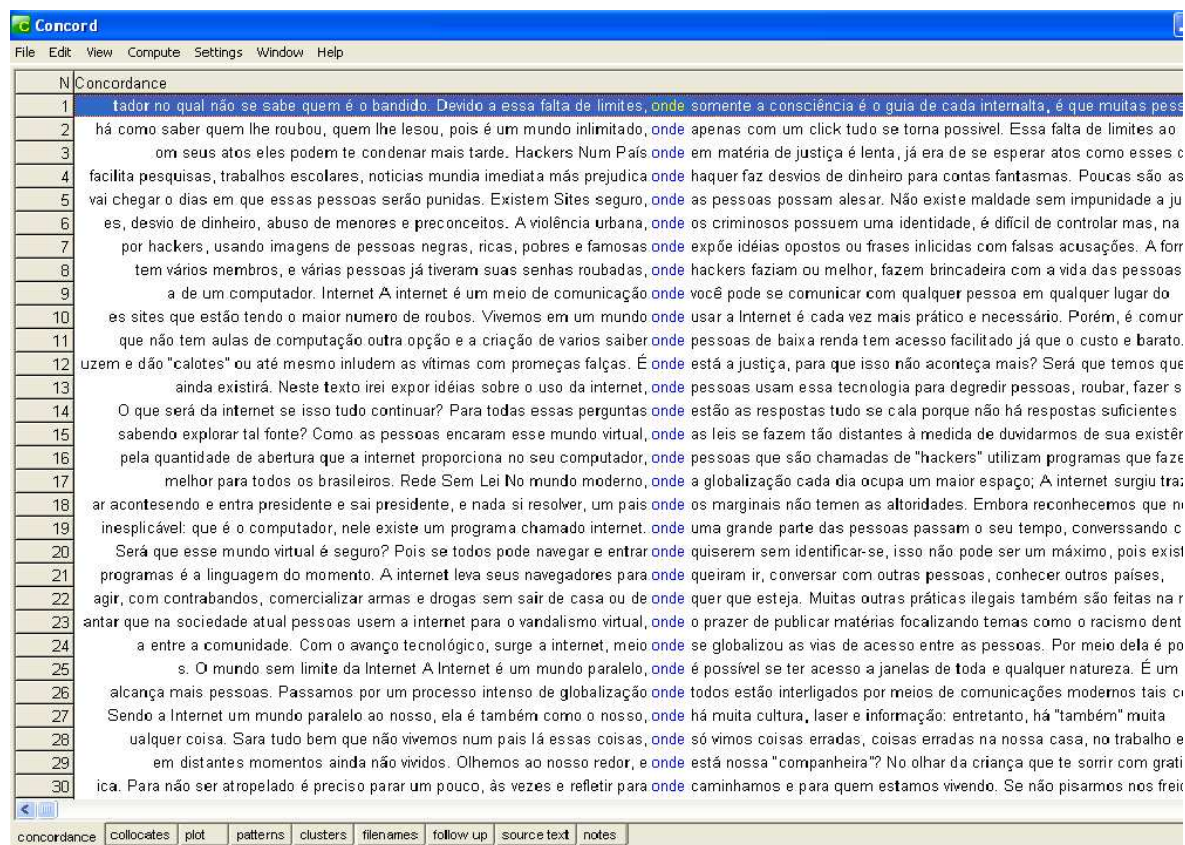 Concord
File Edit View Compute Settings Window Help
N Concordance
1 tador no qual não se sabe quem é o bandido. Devido a essa falta de limites, onde somente a consciência é o guia de cada internalta, é que muitas pess
2 há como saber quem lhe roubou, quem lhe lesou, pois é um mundo inlimitado, onde apenas com um click tudo se torna possivel. Essa falta de limites ao
3 om seus atos eles podem te condenar mais tarde. Hackers Num País onde em matéria de justiça é lenta, já era de se esperar atos como esses c
4 facilita pesquisas, trabalhos escolares, noticias mundia imediata más prejudica onde haquer faz desvios de dinheiro para contas fantasmas. Poucas são as
5 vai chegar o dias em que essas pessoas serão punidas. Existem Sites seguro, onde as pessoas possam alesar. Não existe maldade sem impunidade a ju
6 es, desvio de dinheiro, abuso de menores e preconceitos. A violência urbana, onde os criminosos possuem uma identidade, é difícil de controlar mas, na
7 por hackers, usando imagens de pessoas negras, ricas, pobres e famosas onde expõe idéias opostos ou frases inlicidas com falsas acusações. A forr
8 tem vários membros, e várias pessoas já tiveram suas senhas roubadas, onde hackers faziam ou melhor, fazem brincadeira com a vida das pessoas
9 a de um computador. Internet A internet é um meio de comunicação onde você pode se comunicar com qualquer pessoa em qualquer lugar do
10 es sites que estão tendo o maior numero de roubos. Vivemos em um mundo onde usar a Internet é cada vez mais prático e necessário. Porém, é comur
11 que não tem aulas de computação outra opção e a criação de varios saiber onde pessoas de baixa renda tem acesso facilitado já que o custo e barato.
12 uzem e dão "calotes" ou até mesmo inludem as vítimas com promeças falças. É onde está a justiça, para que isso não aconteça mais? Será que temos que
13 ainda existirá. Neste texto irei expor idéias sobre o uso da internet, onde pessoas usam essa tecnologia para degredir pessoas, roubar, fazer s
14 O que será da internet se isso tudo continuar? Para todas essas perguntas onde estão as respostas tudo se cala porque não há respostas suficientes
15 sabendo explorar tal fonte? Como as pessoas encaram esse mundo virtual, onde as leis se fazem tão distantes à medida de duvidarmos de sua existêr
16 pela quantidade de abertura que a internet proporciona no seu computador, onde pessoas que são chamadas de "hackers" utilizam programas que faze
17 melhor para todos os brasileiros. Rede Sem Lei No mundo moderno, onde a globalização cada dia ocupa um maior espaço; A internet surgiu traz
18 ar acontesendo e entra presidente e sai presidente, e nada si resolver, um pais onde os marginais não temen as altoridades. Embora reconhecemos que n
19 inesplicável: que é o computador, nele existe um programa chamado internet. onde uma grande parte das pessoas passam o seu tempo, converssando c
20 Será que esse mundo virtual é seguro? Pois se todos pode navegar e entrar onde quiserem sem identificar-se, isso não pode ser um máximo, pois exist
21 programas é a linguagem do momento. A internet leva seus navegadores para onde queiram ir, conversar com outras pessoas, conhecer outros países,
22 agir, com contrabandos, comercializar armas e drogas sem sair de casa ou de onde quer que esteja. Muitas outras práticas ilegais também são feitas na r
23 antar que na sociedade atual pessoas usem a internet para o vandalismo virtual, onde o prazer de publicar matérias focalizando temas como o racismo dent
24 a entre a comunidade. Com o avanço tecnológico, surge a internet, meio onde se globalizou as vias de acesso entre as pessoas. Por meio dela é po
25 s. O mundo sem limite da Internet A Internet é um mundo paralelo, onde é possível se ter acesso a janelas de toda e qualquer natureza. É um
26 alcança mais pessoas. Passamos por um processo intenso de globalização onde todos estão interligados por meios de comunicações modernos tais c
27 Sendo a Internet um mundo paralelo ao nosso, ela é também como o nosso, onde há muita cultura, laser e informação: entretanto, há "também" muita
28 ualquer coisa. Sara tudo bem que não vivemos num pais lá essas coisas, onde só vimos coisas erradas, coisas erradas na nossa casa, no trabalho e
29 em distantes momentos ainda não vividos. Olhemos ao nosso redor, e onde está nossa "companheira"? No olhar da criança que te sorrir com grati
30 ica. Para não ser atropelado é preciso parar um pouco, às vezes e refletir para onde caminhamos e para quem estamos vivendo. Se não pisarmos nos freic
concordance collocates plot patterns clusters filenames follow up source text notes